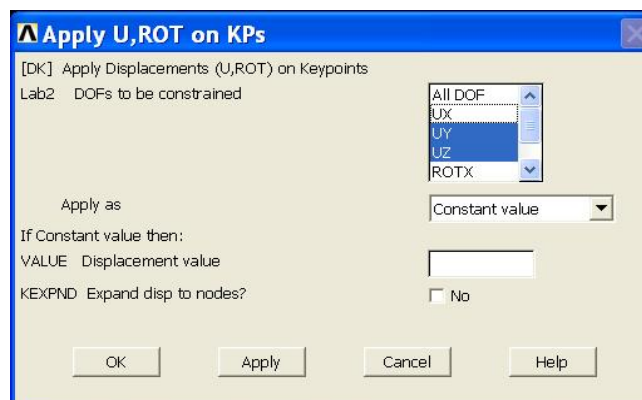 Apply U,ROT on KPs
[DK] Apply Displacements (U,ROT) on Keypoints
Lab2 DOFs to be constrained
All DOF
UX
UY
UZ
ROTX
Apply as
Constant value
If Constant value then:
VALUE Displacement value
KEXPND Expand disp to nodes?
No
OK Apply Cancel Help